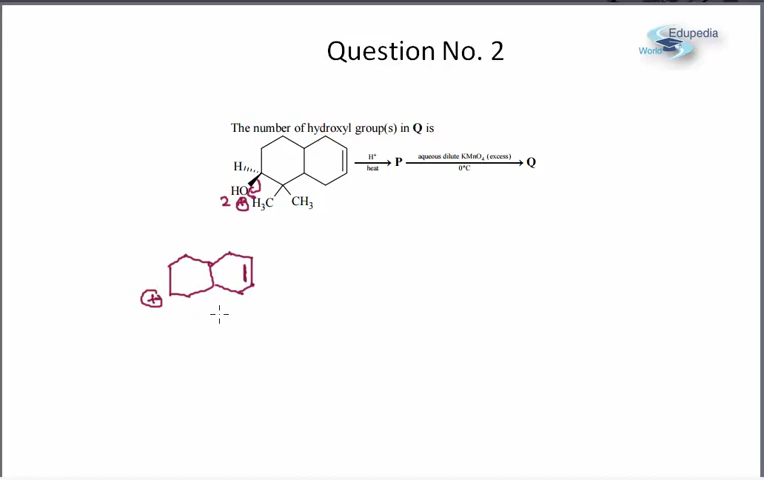 Edupedia
World
Question No. 2
The number of hydroxyl group(s) in Q is
H
HO
H₃C
CH₃
H⁺
heat
P
aqueous dilute KMnO₄ (excess)
0°C
Q
2 ⊕
⊕